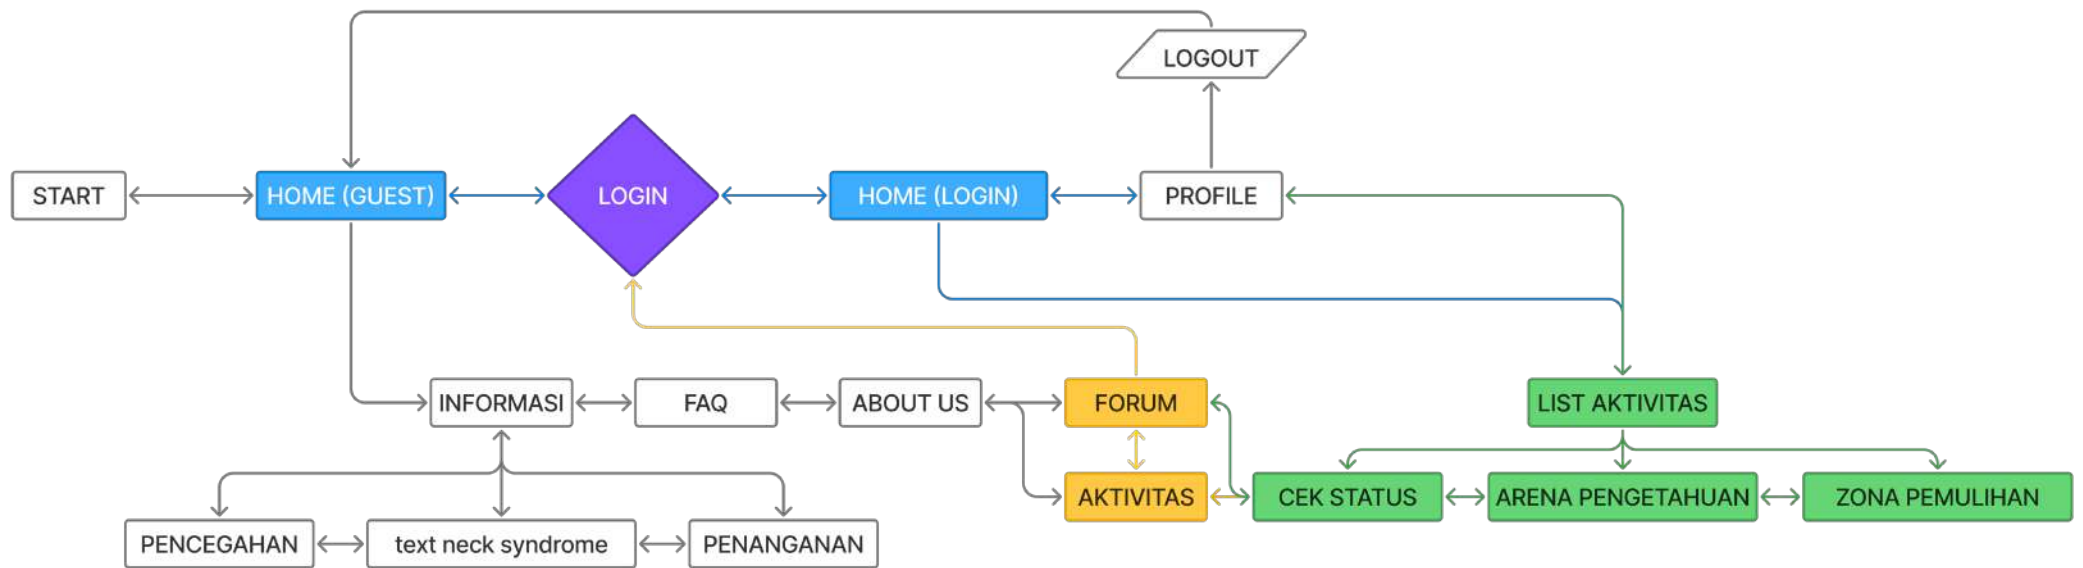 LOGOUT
START
HOME (GUEST)
LOGIN
HOME (LOGIN)
PROFILE
INFORMASI
FAQ
ABOUT US
FORUM
LIST AKTIVITAS
AKTIVITAS
CEK STATUS
ARENA PENGETAHUAN
ZONA PEMULIHAN
PENCEGAHAN
text neck syndrome
PENANGANAN